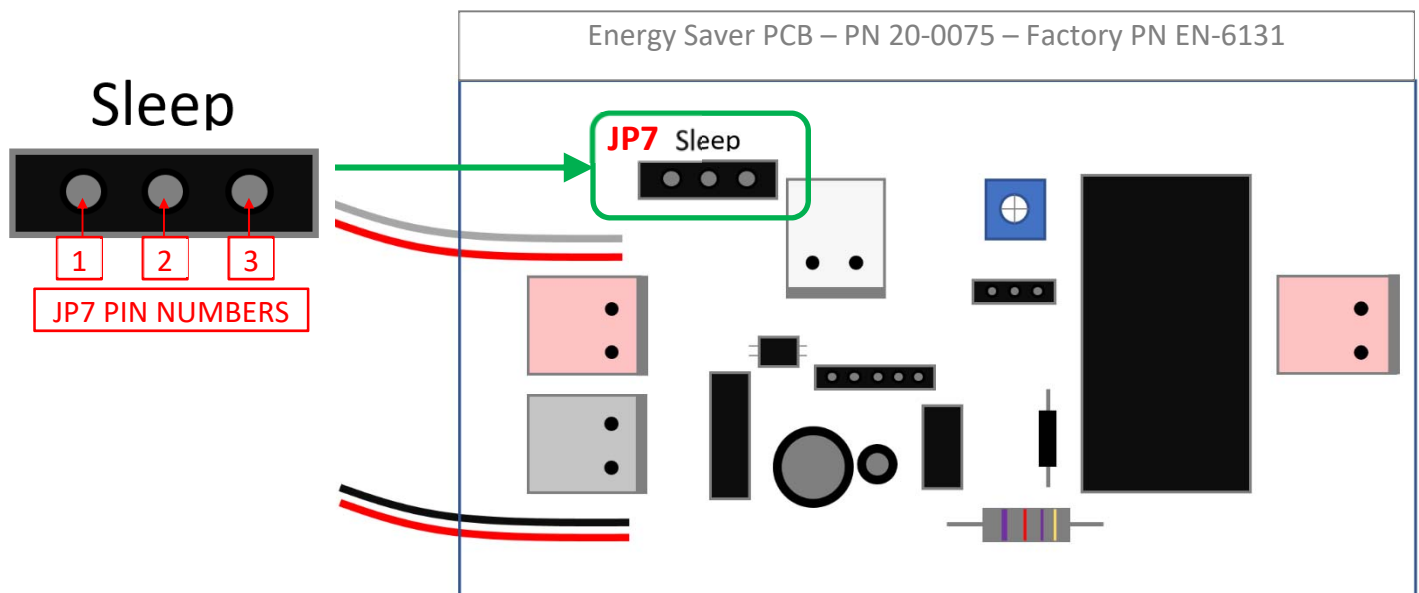 Energy Saver PCB – PN 20-0075 – Factory PN EN-6131
Sleep
1 2 3
JP7 PIN NUMBERS
JP7 Sleep